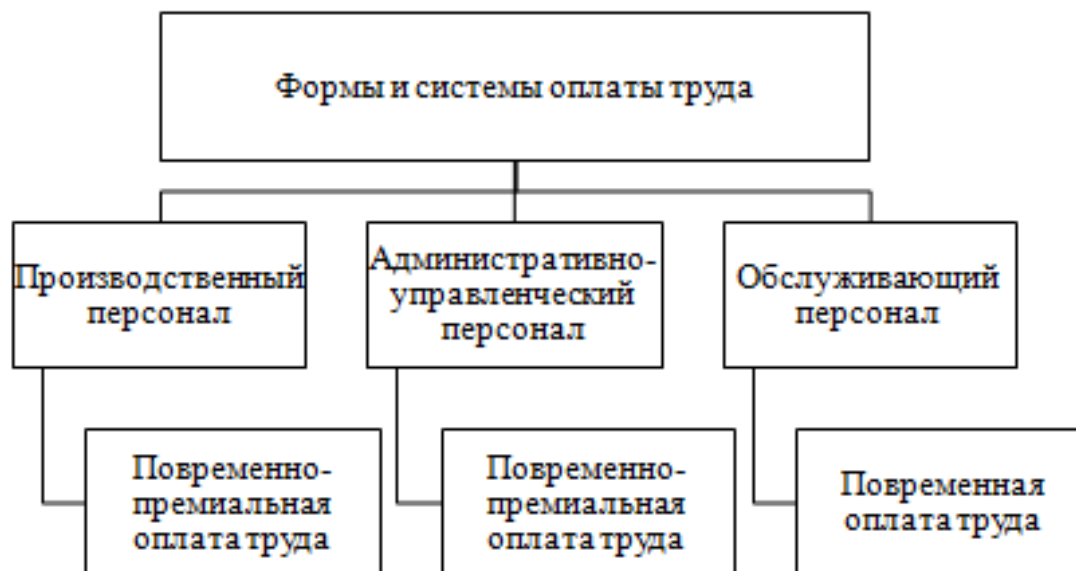 Формы и системы оплаты труда
Производственный
персонал
Административно-
управленческий
персонал
Обслуживающий
персонал
Повременно-
премиальная
оплата труда
Повременно-
премиальная
оплата труда
Повременная
оплата труда